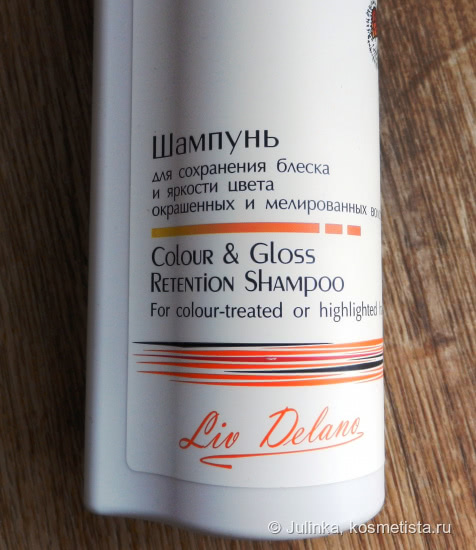 Шампунь
для сохранения блеска
и яркости цвета
окрашенных и мелированных
Colour & Gloss
Retention Shampoo
For colour-treated or highlighted
Liv Delano
© Julinka, kosmetista.ru